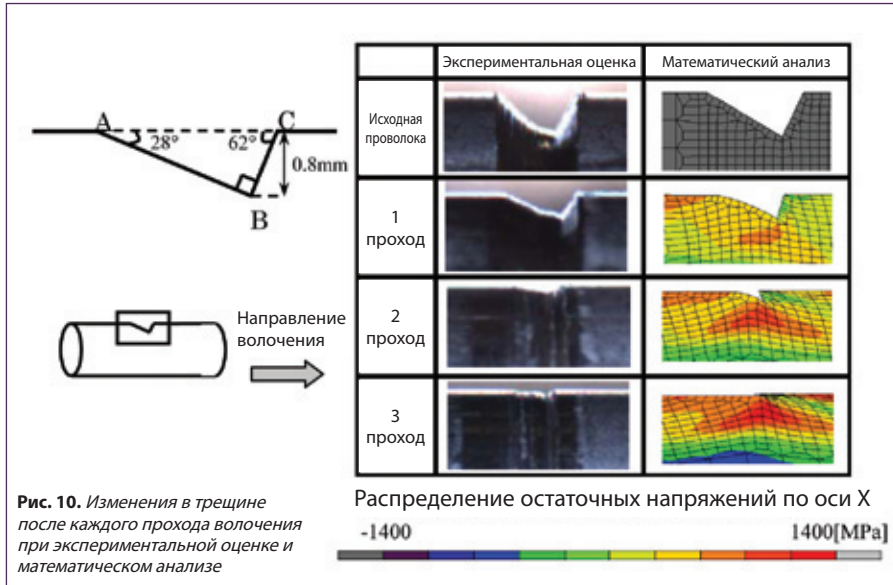 A
C
28°
62°
0.8mm
B
Направление
волочения
Экспериментальная оценка
Математический анализ
Исходная
проволока
1
проход
2
проход
3
проход
Рис. 10. Изменения в трещине
после каждого прохода волочения
при экспериментальной оценке и
математическом анализе
Распределение остаточных напряжений по оси X
-1400
1400[MPa]